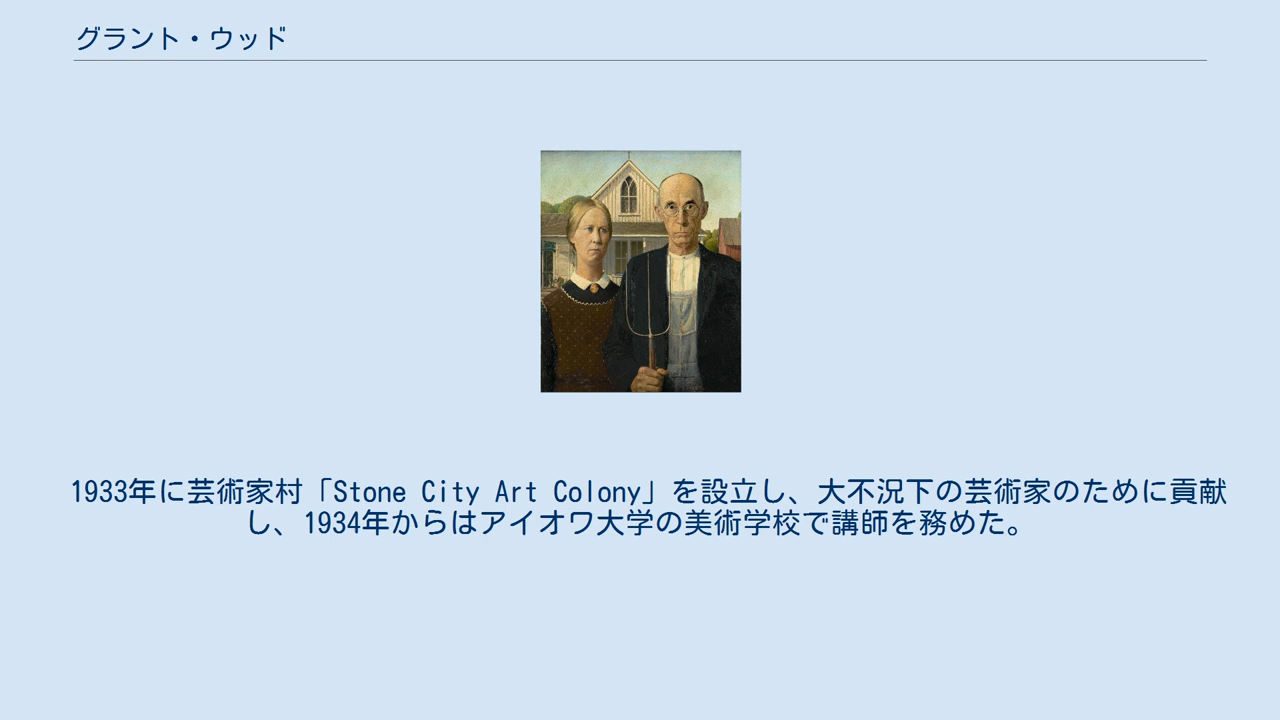 グラント・ウッド
1933年に芸術家村「Stone City Art Colony」を設立し、大不況下の芸術家のために貢献
し、1934年からはアイオワ大学の美術学校で講師を務めた。